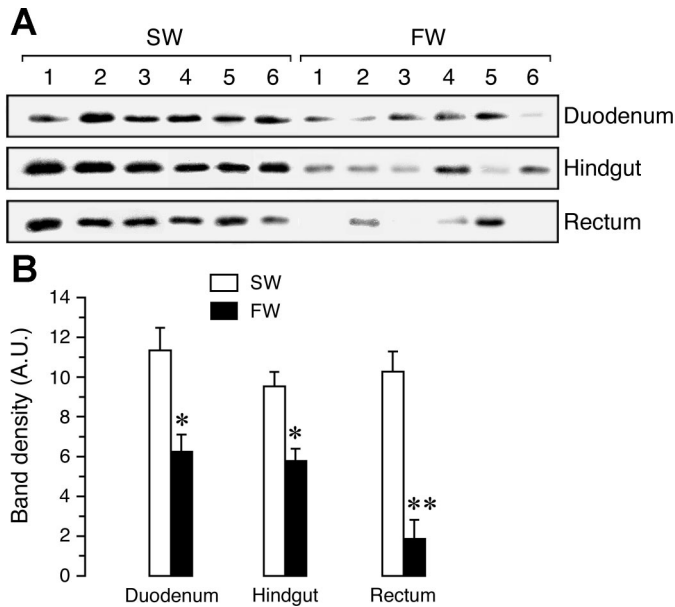 A
SW FW
1 2 3 4 5 6 1 2 3 4 5 6
Duodenum
Hindgut
Rectum
B
SW
FW
Band density (A.U.)
14
12
10
8
6
4
2
0
*
*
**
Duodenum Hindgut Rectum